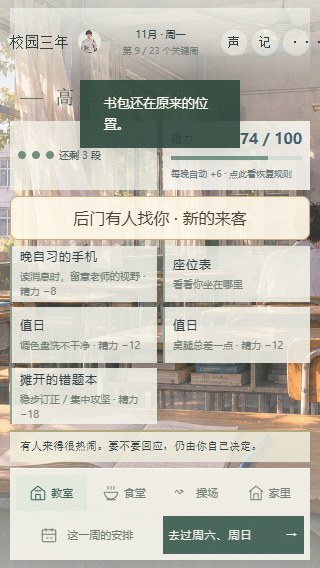 校园三年
11月 · 周一
第 9 / 23 个关键周
声
记
···
一 高
书包还在原来的位
置。
还剩 3 段
精力
74 / 100
每晚自动 +6 · 点此看恢复规则
后门有人找你 · 新的来客
晚自习的手机
读消息时，留意老师的视野 ·
精力 −8
座位表
看看你坐在哪里
值日
调色盘洗不干净 · 精力 −12
值日
桌腿总差一点 · 精力 −12
摊开的错题本
稳步订正 / 集中攻坚 · 精力
−18
有人来得很热闹。要不要回应，仍由你自己决定。
教室
食堂
操场
家里
这一周的安排
去过周六、周日 →